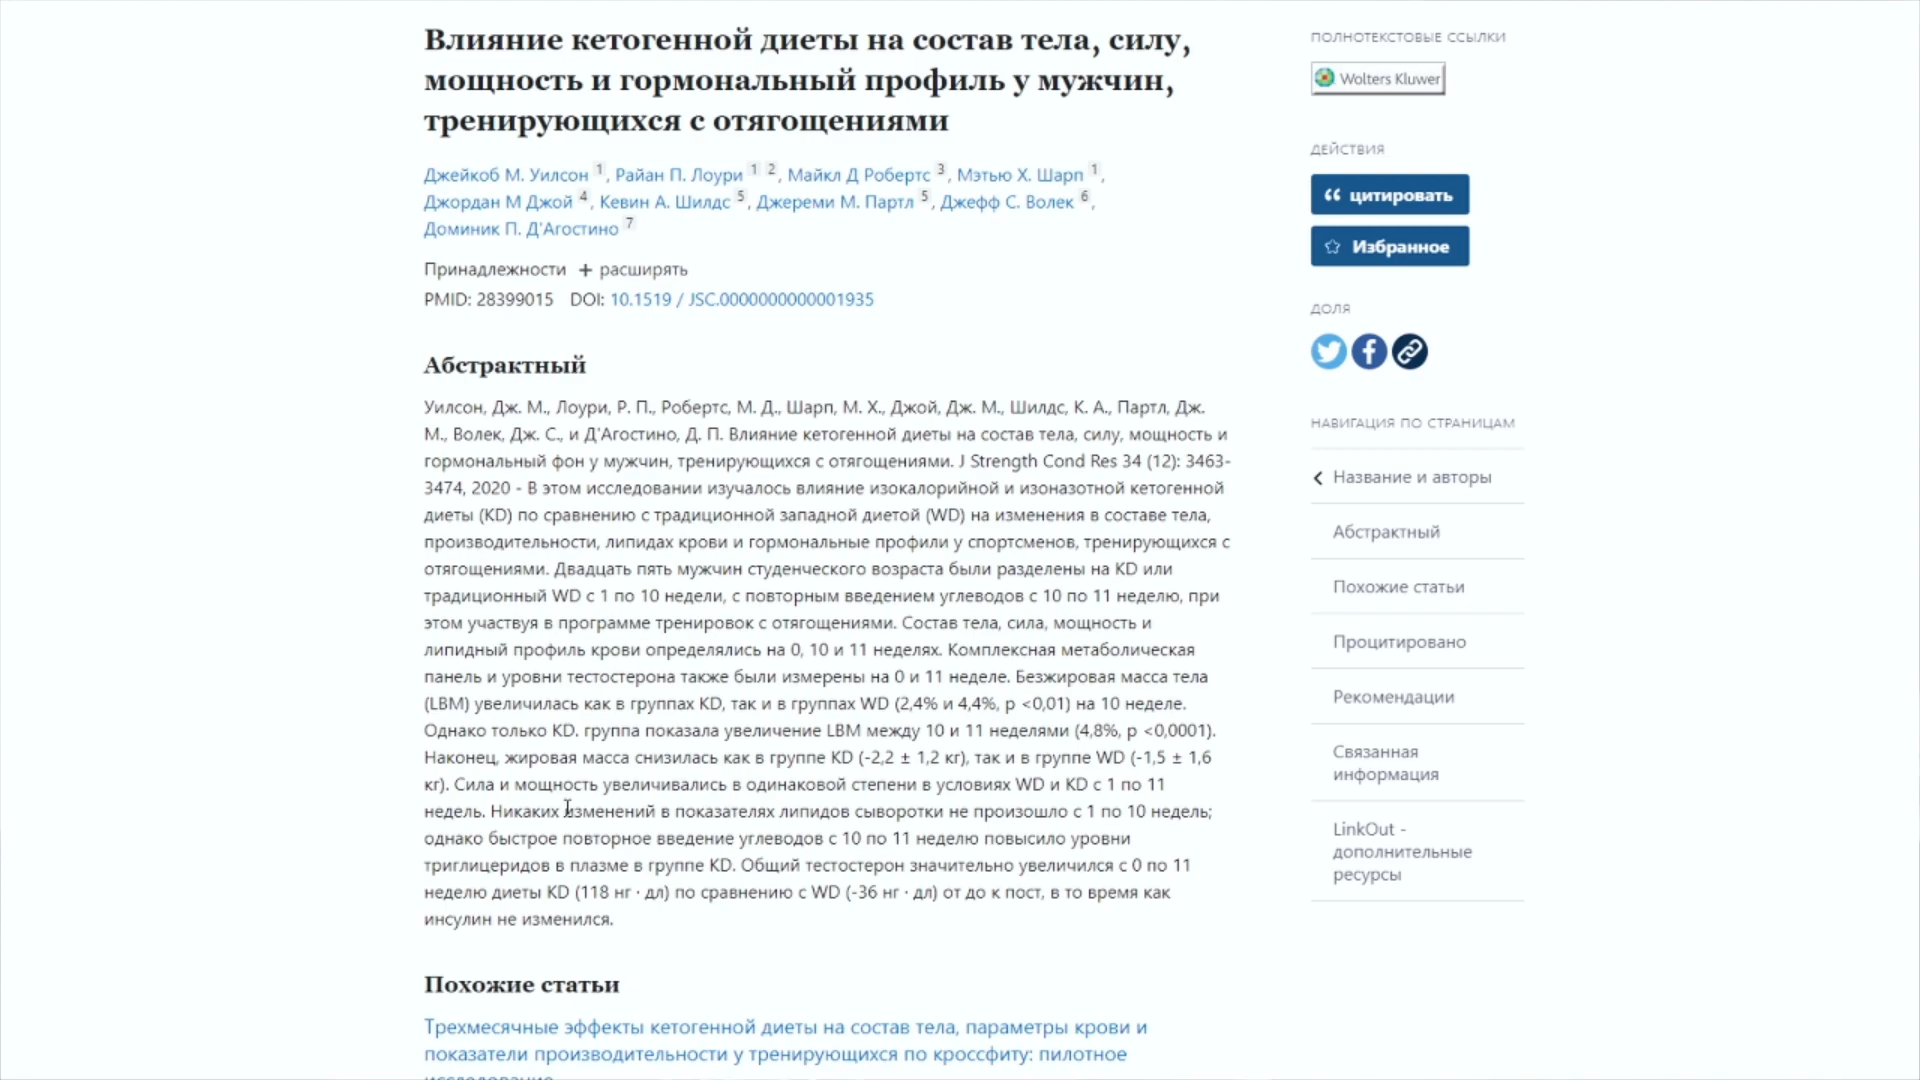 Влияние кетогенной диеты на состав тела, силу,
мощность и гормональный профиль у мужчин,
тренирующихся с отягощениями
Джейкоб М. Уилсон 1, Райан П. Лоури 1 2, Майкл Д Робертс 3, Мэтью Х. Шарп 1,
Джордан М Джой 4, Кевин А. Шилдс 5, Джереми М. Партл 5, Джефф С. Волек 6,
Доминик П. Д'Агостино 7
Принадлежности + расширять
PMID: 28399015 DOI: 10.1519 / JSC.0000000000001935
Абстрактный
Уилсон, Дж. М., Лоури, Р. П., Робертс, М. Д., Шарп, М. Х., Джой, Дж. М., Шилдс, К. А., Партл, Дж.
М., Волек, Дж. С., и Д'Агостино, Д. П. Влияние кетогенной диеты на состав тела, силу, мощность и
гормональный фон у мужчин, тренирующихся с отягощениями. J Strength Cond Res 34 (12): 3463-
3474, 2020 - В этом исследовании изучалось влияние изокалорийной и изоназотной кетогенной
диеты (KD) по сравнению с традиционной западной диетой (WD) на изменения в составе тела,
производительности, липидах крови и гормональные профили у спортсменов, тренирующихся с
отягощениями. Двадцать пять мужчин студенческого возраста были разделены на KD или
традиционный WD с 1 по 10 недели, с повторным введением углеводов с 10 по 11 неделю, при
этом участвуя в программе тренировок с отягощениями. Состав тела, сила, мощность и
липидный профиль крови определялись на 0, 10 и 11 неделях. Комплексная метаболическая
панель и уровни тестостерона также были измерены на 0 и 11 неделе. Безжировая масса тела
(LBM) увеличилась как в группах KD, так и в группах WD (2,4% и 4,4%, p <0,01) на 10 неделе.
Однако только KD. группа показала увеличение LBM между 10 и 11 неделями (4,8%, p <0,0001).
Наконец, жировая масса снизилась как в группе KD (-2,2 ± 1,2 кг), так и в группе WD (-1,5 ± 1,6
кг). Сила и мощность увеличивались в одинаковой степени в условиях WD и KD с 1 по 11
недель. Никаких изменений в показателях липидов сыворотки не произошло с 1 по 10 недель;
однако быстрое повторное введение углеводов с 10 по 11 неделю повысило уровни
триглицеридов в плазме в группе KD. Общий тестостерон значительно увеличился с 0 по 11
неделю диеты KD (118 нг · дл) по сравнению с WD (-36 нг · дл) от до к пост, в то время как
инсулин не изменился.
Похожие статьи
Трехмесячные эффекты кетогенной диеты на состав тела, параметры крови и
показатели производительности у тренирующихся по кроссфиту: пилотное
исследование
ПОЛНОТЕКСТОВЫЕ ССЫЛКИ
Wolters Kluwer
ДЕЙСТВИЯ
цитировать
Избранное
ДОЛЯ
НАВИГАЦИЯ ПО СТРАНИЦАМ
Название и авторы
Абстрактный
Похожие статьи
Процитировано
Рекомендации
Связанная
информация
LinkOut -
дополнительные
ресурсы